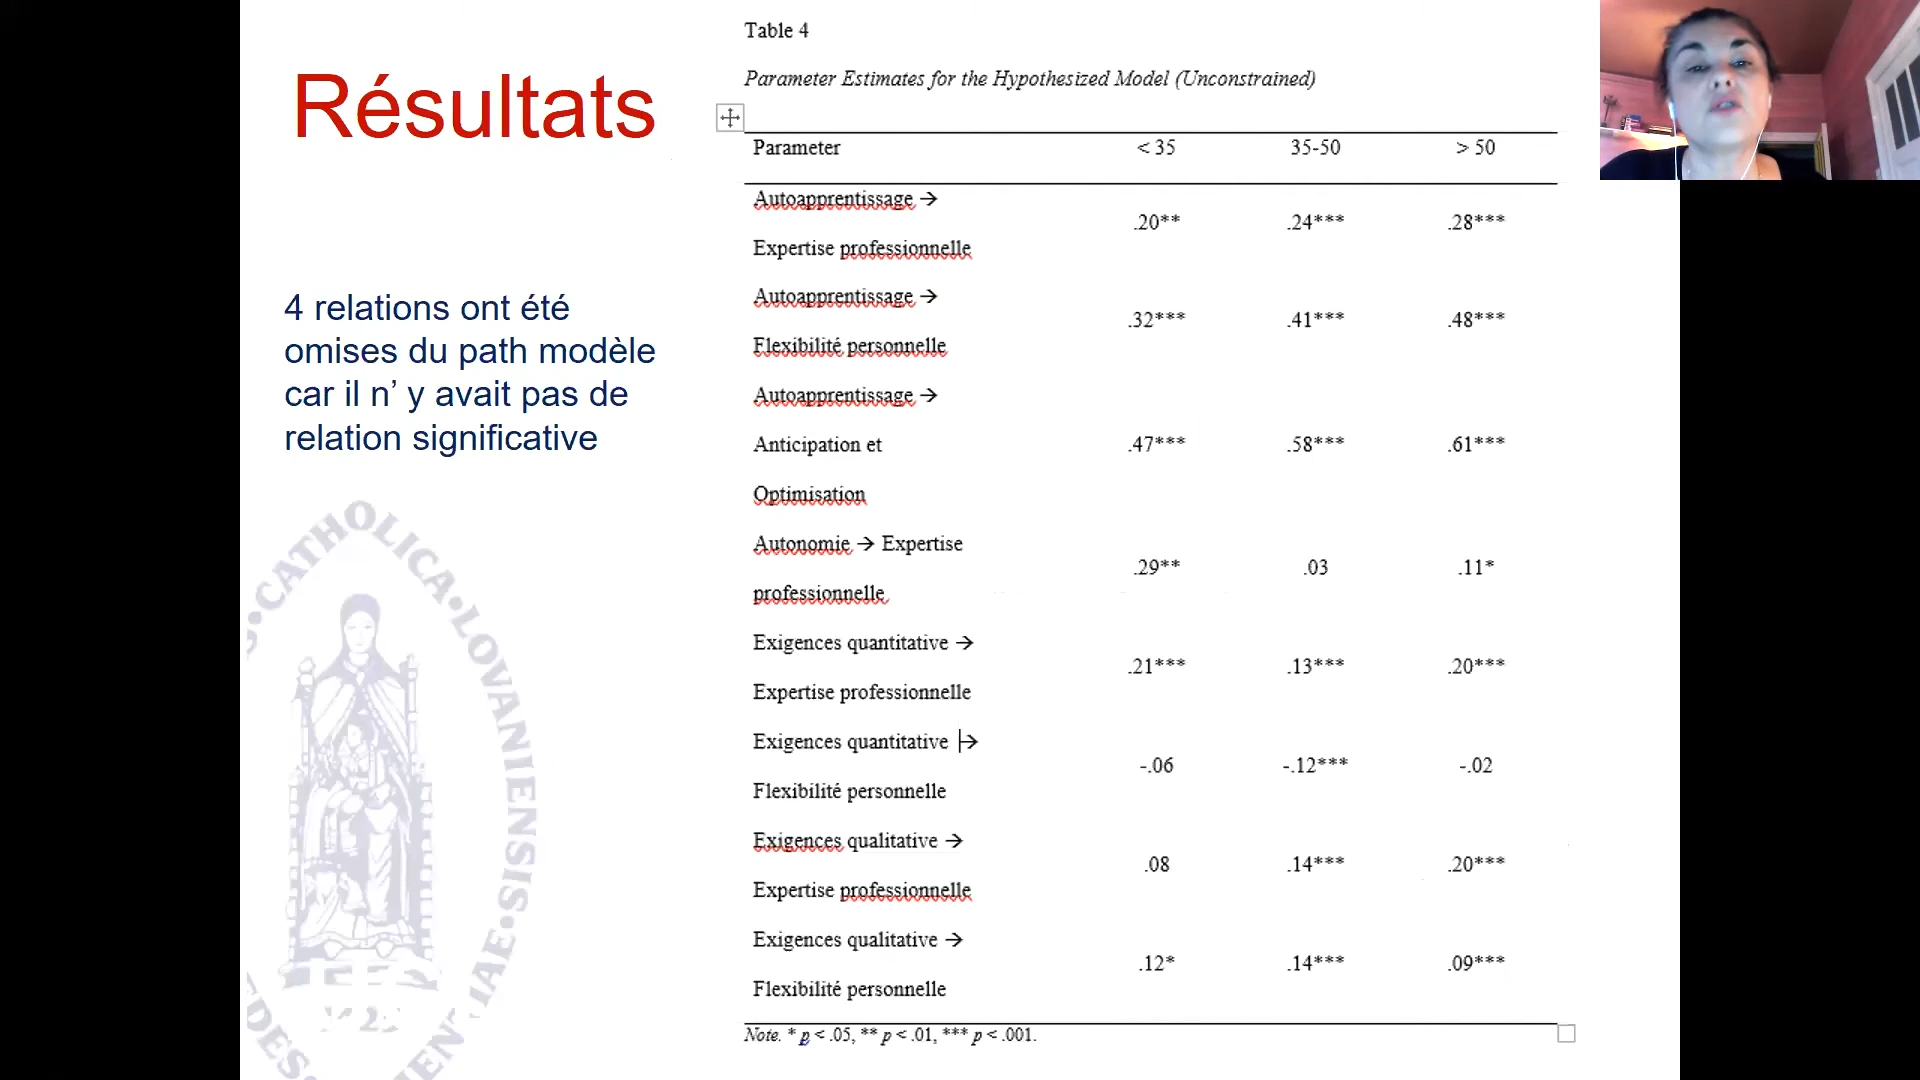 Résultats
4 relations ont été
omises du path modèle
car il n’ y avait pas de
relation significative
Table 4
Parameter Estimates for the Hypothesized Model (Unconstrained)
Parameter < 35 35-50 > 50
Autoapprentissage →
Expertise professionnelle
.20** .24*** .28***
Autoapprentissage →
Flexibilité personnelle
.32*** .41*** .48***
Autoapprentissage →
Anticipation et
Optimisation
.47*** .58*** .61***
Autonomie → Expertise
professionnelle
.29** .03 .11*
Exigences quantitative →
Expertise professionnelle
.21*** .13*** .20***
Exigences quantitative →
Flexibilité personnelle
-.06 -.12*** -.02
Exigences qualitative →
Expertise professionnelle
.08 .14*** .20***
Exigences qualitative →
Flexibilité personnelle
.12* .14*** .09***
Note. * p < .05, ** p < .01, *** p < .001.
CATHOLICA